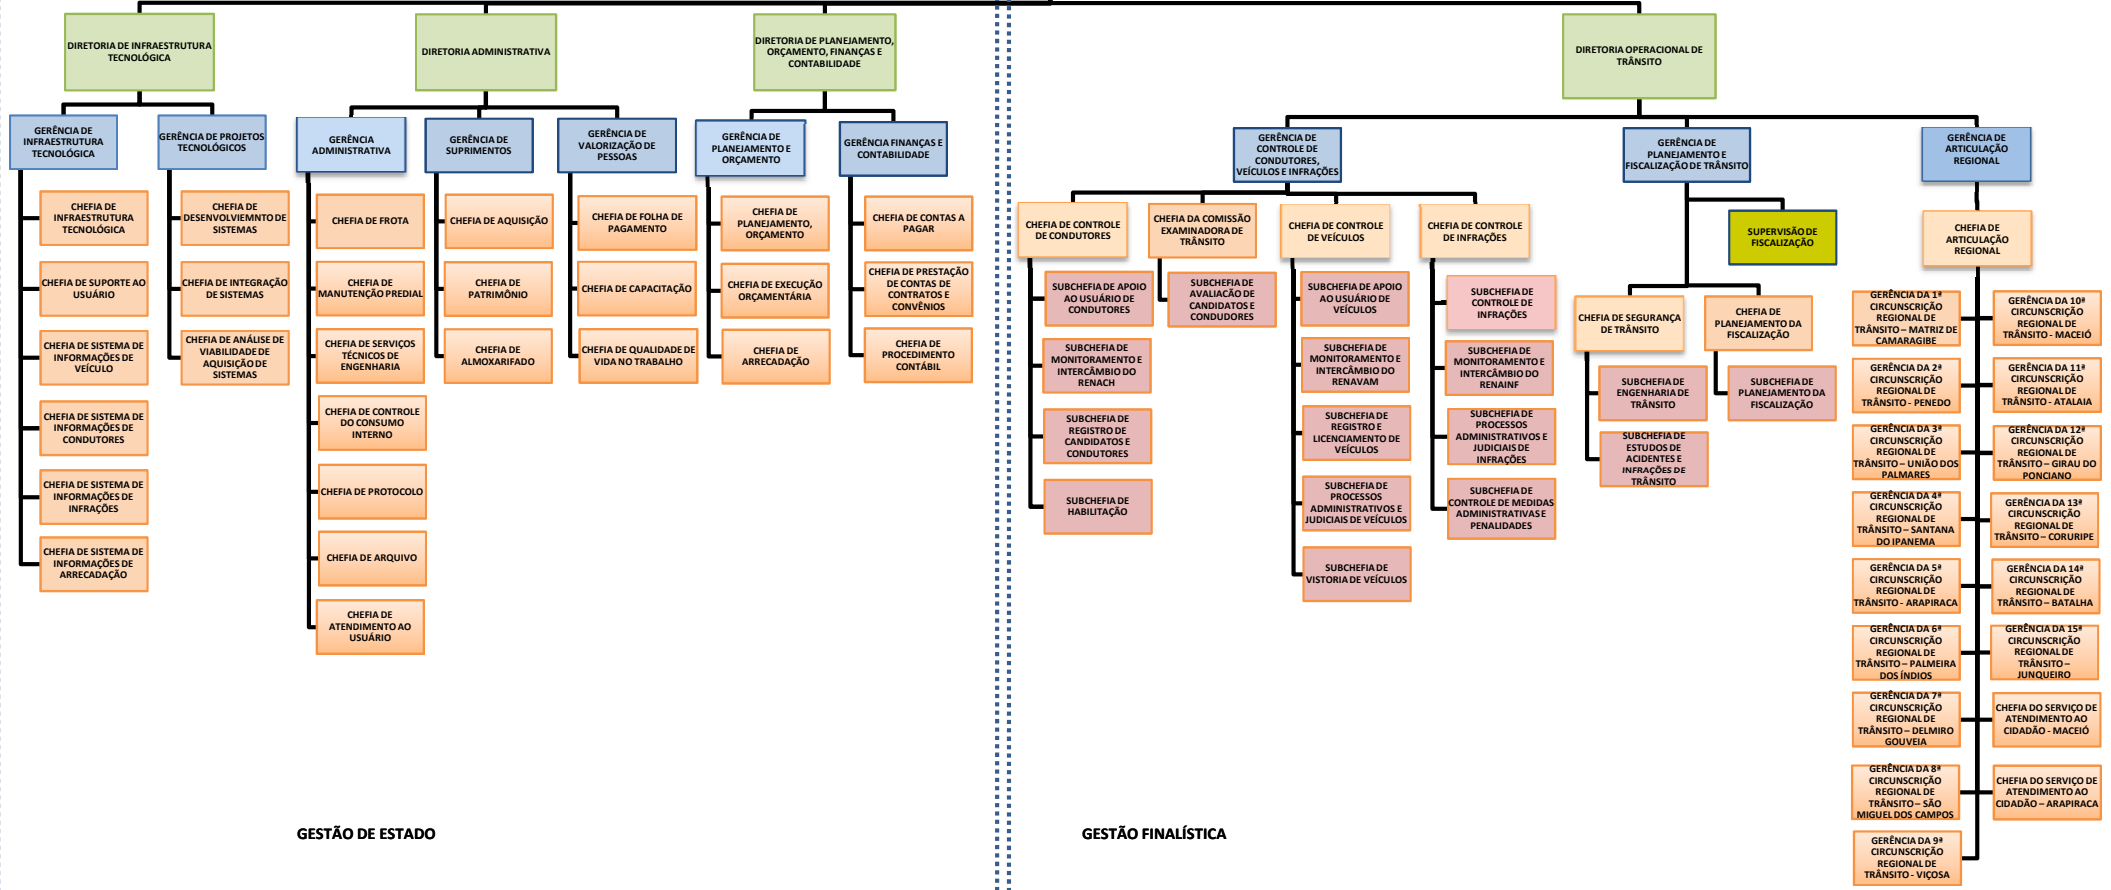 DIRETORIA DE INFRAESTRUTURA
TECNOLÓGICA
DIRETORIA ADMINISTRATIVA
DIRETORIA DE PLANEJAMENTO,
ORÇAMENTO, FINANÇAS E
CONTABILIDADE
DIRETORIA OPERACIONAL DE
TRÂNSITO
GERÊNCIA DE
INFRAESTRUTURA
TECNOLÓGICA
GERÊNCIA DE PROJETOS
TECNOLÓGICOS
GERÊNCIA
ADMINISTRATIVA
GERÊNCIA DE
SUPRIMENTOS
GERÊNCIA DE
VALORIZAÇÃO DE
PESSOAS
GERÊNCIA DE
PLANEJAMENTO E
ORÇAMENTO
GERÊNCIA FINANÇAS E
CONTABILIDADE
GERÊNCIA DE
CONTROLE DE
CONDUTORES,
VEÍCULOS E INFRAÇÕES
GERÊNCIA DE
PLANEJAMENTO E
FISCALIZAÇÃO DE TRÂNSITO
GERÊNCIA DE
ARTICULAÇÃO
REGIONAL
CHEFIA DE
INFRAESTRUTURA
TECNOLÓGICA
CHEFIA DE SUPORTE AO
USUÁRIO
CHEFIA DE SISTEMA DE
INFORMAÇÕES DE
VEÍCULO
CHEFIA DE SISTEMA DE
INFORMAÇÕES DE
CONDUTORES
CHEFIA DE SISTEMA DE
INFORMAÇÕES DE
INFRAÇÕES
CHEFIA DE SISTEMA DE
INFORMAÇÕES DE
ARRECADAÇÃO
CHEFIA DE
DESENVOLVIEMNTO DE
SISTEMAS
CHEFIA DE INTEGRAÇÃO
DE SISTEMAS
CHEFIA DE ANÁLISE DE
VIABILIDADE DE
AQUISIÇÃO DE
SISTEMAS
CHEFIA DE FROTA
CHEFIA DE
MANUTENÇÃO PREDIAL
CHEFIA DE SERVIÇOS
TÉCNICOS DE
ENGENHARIA
CHEFIA DE CONTROLE
DO CONSUMO
INTERNO
CHEFIA DE PROTOCOLO
CHEFIA DE ARQUIVO
CHEFIA DE
ATENDIMENTO AO
USUÁRIO
CHEFIA DE AQUISIÇÃO
CHEFIA DE
PATRIMÔNIO
CHEFIA DE
ALMOXARIFADO
CHEFIA DE FOLHA DE
PAGAMENTO
CHEFIA DE CAPACITAÇÃO
CHEFIA DE QUALIDADE DE
VIDA NO TRABALHO
CHEFIA DE
PLANEJAMENTO,
ORÇAMENTO
CHEFIA DE EXECUÇÃO
ORÇAMENTÁRIA
CHEFIA DE
ARRECADAÇÃO
CHEFIA DE CONTAS A
PAGAR
CHEFIA DE PRESTAÇÃO
DE CONTAS DE
CONTRATOS E
CONVÊNIOS
CHEFIA DE
PROCEDIMENTO
CONTÁBIL
CHEFIA DE CONTROLE
DE CONDUTORES
SUBCHEFIA DE APOIO
AO USUÁRIO DE
CONDUTORES
SUBCHEFIA DE
MONITORAMENTO E
INTERCÂMBIO DO
RENACH
SUBCHEFIA DE
REGISTRO DE
CANDIDATOS E
CONDUTORES
SUBCHEFIA DE
HABILITAÇÃO
CHEFIA DA COMISSÃO
EXAMINADORA DE
TRÂNSITO
SUBCHEFIA DE
AVALIAÇÃO DE
CANDIDATOS E
CONDUDORES
CHEFIA DE CONTROLE
DE VEÍCULOS
SUBCHEFIA DE APOIO
AO USUÁRIO DE
VEÍCULOS
SUBCHEFIA DE
MONITORAMENTO E
INTERCÂMBIO DO
RENAVAM
SUBCHEFIA DE
REGISTRO E
LICENCIAMENTO DE
VEÍCULOS
SUBCHEFIA DE
PROCESSOS
ADMINISTRATIVOS E
JUDICIAIS DE VEÍCULOS
SUBCHEFIA DE
VISTORIA DE VEÍCULOS
CHEFIA DE CONTROLE
DE INFRAÇÕES
SUBCHEFIA DE
CONTROLE DE
INFRAÇÕES
SUBCHEFIA DE
MONITORAMENTO E
INTERCÂMBIO DO
RENAINF
SUBCHEFIA DE
PROCESSOS
ADMINISTRATIVOS E
JUDICIAIS DE
INFRAÇÕES
SUBCHEFIA DE
CONTROLE DE MEDIDAS
ADMINISTRATIVAS E
PENALIDADES
SUPERVISÃO DE
FISCALIZAÇÃO
CHEFIA DE SEGURANÇA
DE TRÂNSITO
SUBCHEFIA DE
ENGENHARIA DE
TRÂNSITO
SUBCHEFIA DE
ESTUDOS DE
ACIDENTES E
INFRAÇÕES DE
TRÂNSITO
CHEFIA DE
PLANEJAMENTO DA
FISCALIZAÇÃO
SUBCHEFIA DE
PLANEJAMENTO DA
FISCALIZAÇÃO
CHEFIA DE
ARTICULAÇÃO
REGIONAL
GERÊNCIA DA 1ª
CIRCUNSCRIÇÃO
REGIONAL DE
TRÂNSITO – MATRIZ DE
CAMARAGIBE
GERÊNCIA DA 2ª
CIRCUNSCRIÇÃO
REGIONAL DE
TRÂNSITO - PENEDO
GERÊNCIA DA 3ª
CIRCUNSCRIÇÃO
REGIONAL DE
TRÂNSITO – UNIÃO DOS
PALMARES
GERÊNCIA DA 4ª
CIRCUNSCRIÇÃO
REGIONAL DE
TRÂNSITO – SANTANA
DO IPANEMA
GERÊNCIA DA 5ª
CIRCUNSCRIÇÃO
REGIONAL DE
TRÂNSITO - ARAPIRACA
GERÊNCIA DA 6ª
CIRCUNSCRIÇÃO
REGIONAL DE
TRÂNSITO – PALMEIRA
DOS ÍNDIOS
GERÊNCIA DA 7ª
CIRCUNSCRIÇÃO
REGIONAL DE
TRÂNSITO – DELMIRO
GOUVEIA
GERÊNCIA DA 8ª
CIRCUNSCRIÇÃO
REGIONAL DE
TRÂNSITO – SÃO
MIGUEL DOS CAMPOS
GERÊNCIA DA 9ª
CIRCUNSCRIÇÃO
REGIONAL DE
TRÂNSITO - VIÇOSA
GERÊNCIA DA 10ª
CIRCUNSCRIÇÃO
REGIONAL DE
TRÂNSITO - MACEIÓ
GERÊNCIA DA 11ª
CIRCUNSCRIÇÃO
REGIONAL DE
TRÂNSITO - ATALAIA
GERÊNCIA DA 12ª
CIRCUNSCRIÇÃO
REGIONAL DE
TRÂNSITO – GIRAU DO
PONCIANO
GERÊNCIA DA 13ª
CIRCUNSCRIÇÃO
REGIONAL DE
TRÂNSITO – CORURIPE
GERÊNCIA DA 14ª
CIRCUNSCRIÇÃO
REGIONAL DE
TRÂNSITO – BATALHA
GERÊNCIA DA 15ª
CIRCUNSCRIÇÃO
REGIONAL DE
TRÂNSITO –
JUNQUEIRO
CHEFIA DO SERVIÇO DE
ATENDIMENTO AO
CIDADÃO - MACEIÓ
CHEFIA DO SERVIÇO DE
ATENDIMENTO AO
CIDADÃO – ARAPIRACA
GESTÃO DE ESTADO
GESTÃO FINALÍSTICA